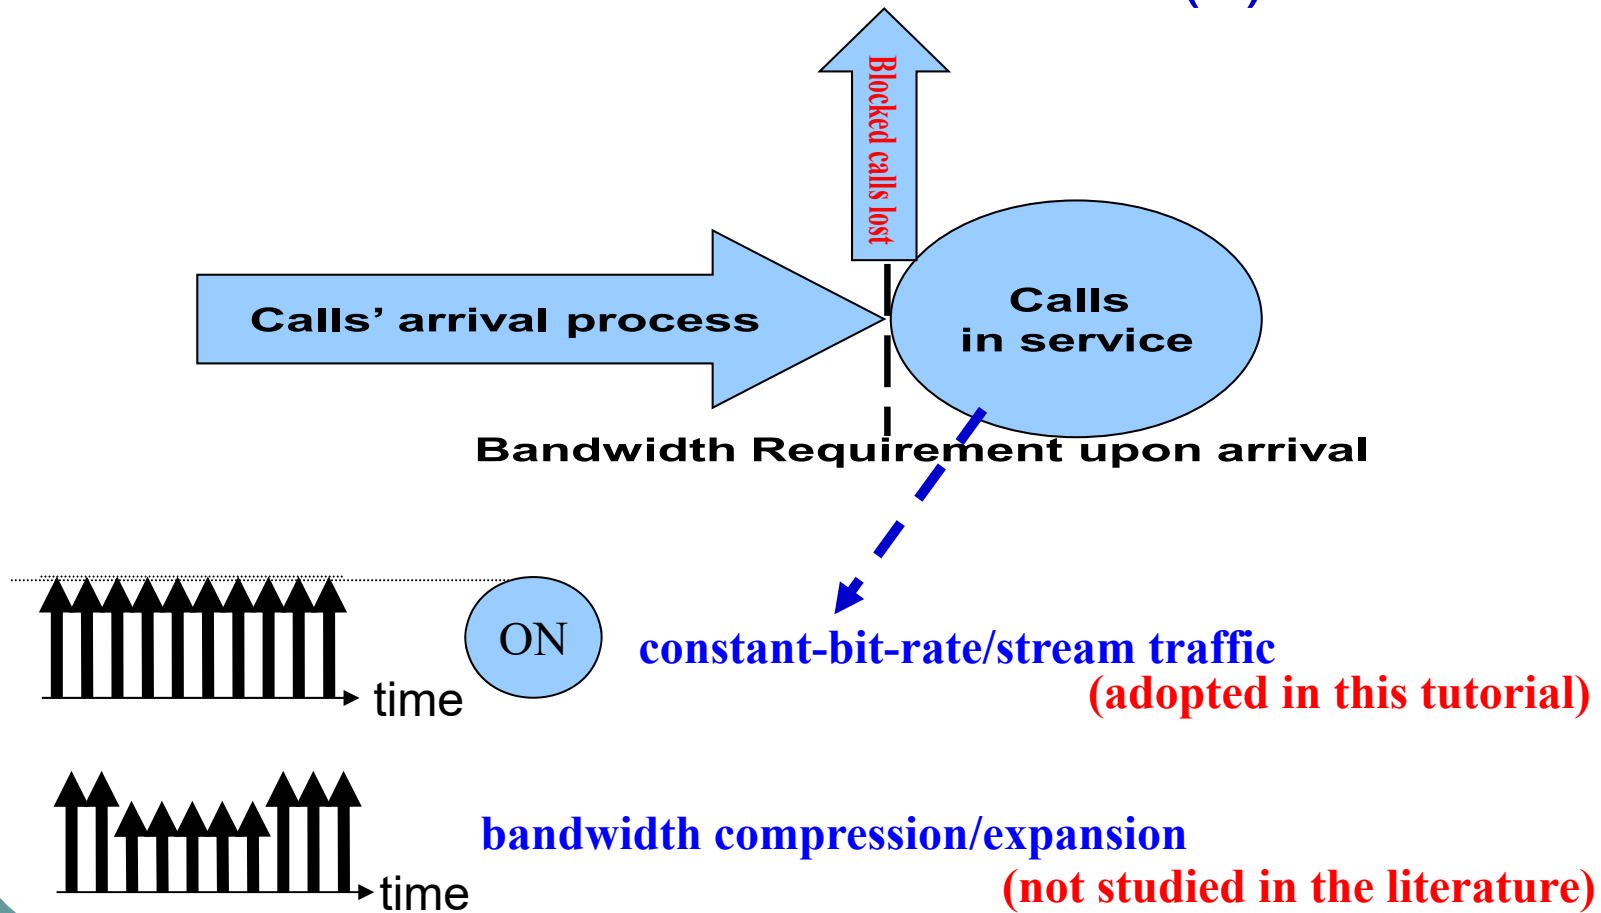 Blocked calls lost
Calls’ arrival process
Calls
in service
Bandwidth Requirement upon arrival
ON
constant-bit-rate/stream traffic
time
(adopted in this tutorial)
bandwidth compression/expansion
time
(not studied in the literature)